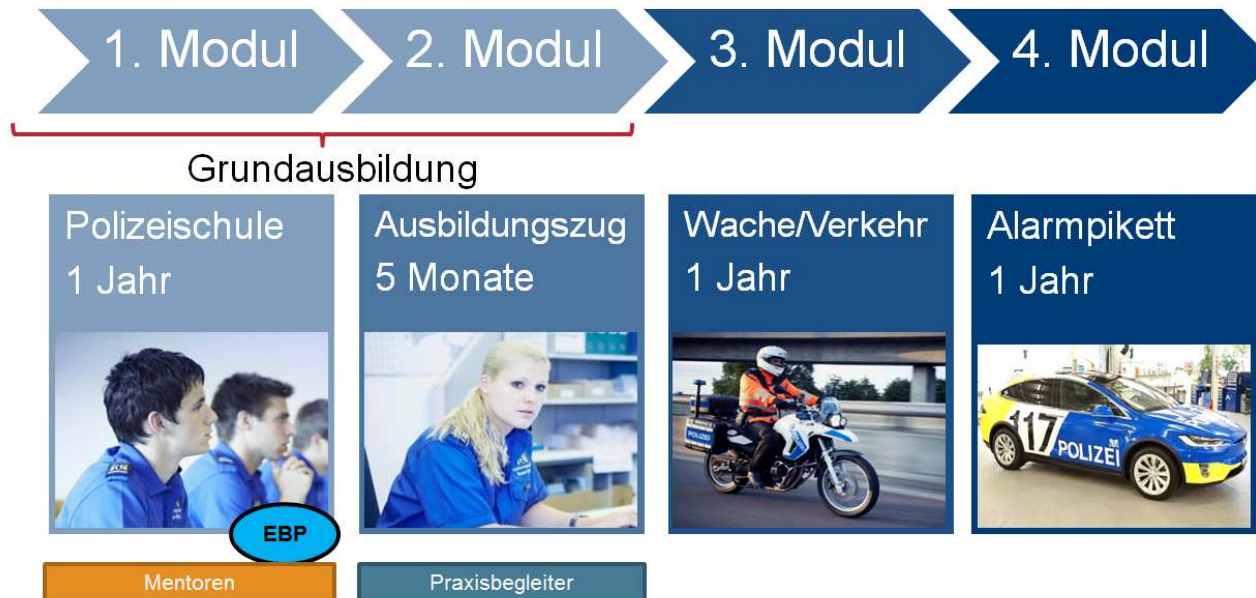 1. Modul
2. Modul
3. Modul
4. Modul
Grundausbildung
Polizeischule
1 Jahr
Ausbildungszug
5 Monate
Wache/Verkehr
1 Jahr
Alarmpikett
1 Jahr
POLIZEI
117
POLIZEI
EBP
Mentoren
Praxisbegleiter